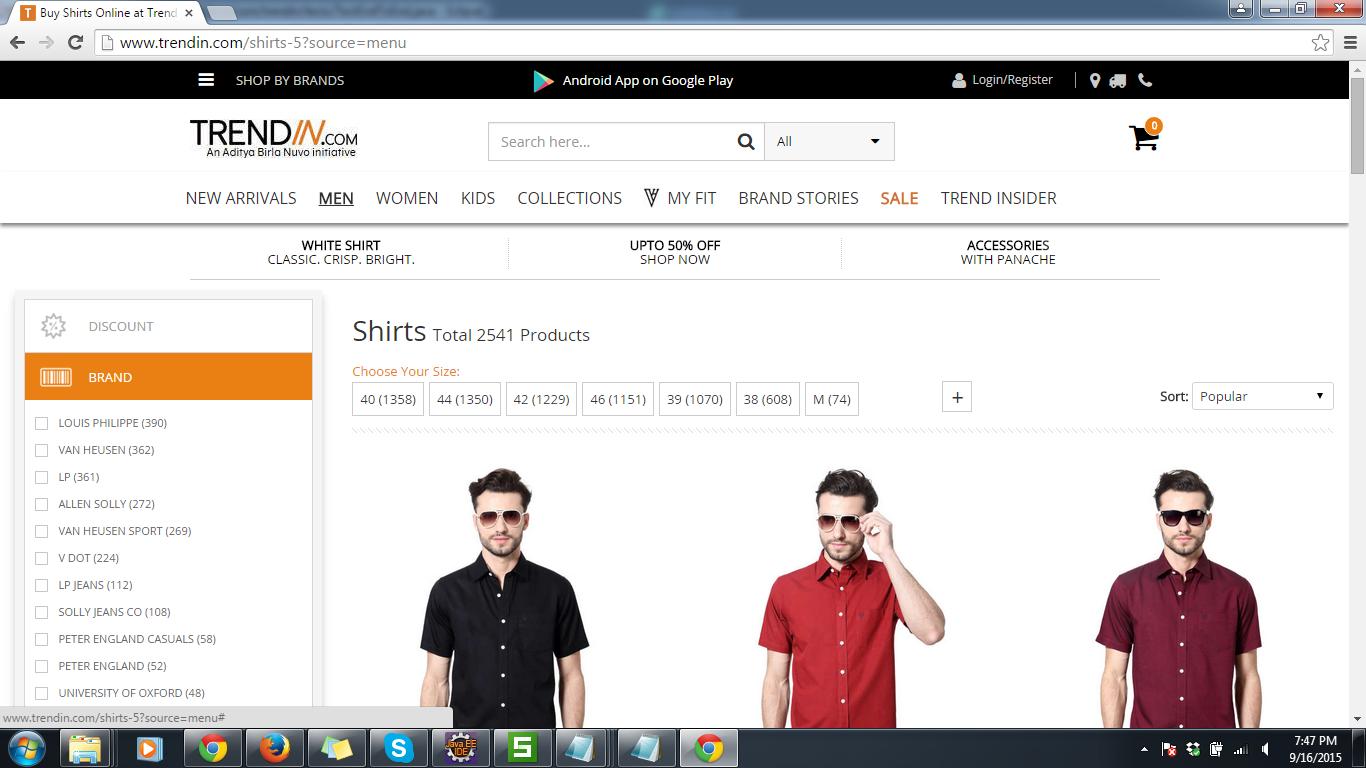 Buy Shirts Online at Trend
www.trendin.com/shirts-5?source=menu
SHOP BY BRANDS
Android App on Google Play
Login/Register
TRENDIN.COM
An Aditya Birla Nuvo initiative
Search here...
All
0
NEW ARRIVALS MEN WOMEN KIDS COLLECTIONS MY FIT BRAND STORIES SALE TREND INSIDER
WHITE SHIRT
CLASSIC. CRISP. BRIGHT.
UPTO 50% OFF
SHOP NOW
ACCESSORIES
WITH PANACHE
DISCOUNT
BRAND
LOUIS PHILIPPE (390)
VAN HEUSEN (362)
LP (361)
ALLEN SOLLY (272)
VAN HEUSEN SPORT (269)
V DOT (224)
LP JEANS (112)
SOLLY JEANS CO (108)
PETER ENGLAND CASUALS (58)
PETER ENGLAND (52)
UNIVERSITY OF OXFORD (48)
Shirts Total 2541 Products
Choose Your Size:
40 (1358) 44 (1350) 42 (1229) 46 (1151) 39 (1070) 38 (608) M (74) +
Sort: Popular
www.trendin.com/shirts-5?source=menu#
Java EE
IDE
7:47 PM
9/16/2015